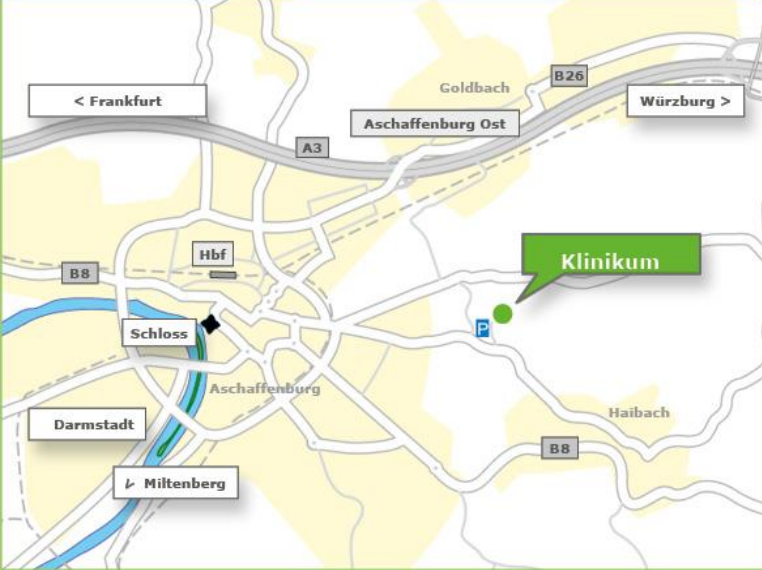 B26
Goldbach
< Frankfurt
Würzburg >
Aschaffenburg Ost
A3
Hbf
Klinikum
B8
P
Schloss
Aschaffenburg
Haibach
Darmstadt
B8
< Miltenberg